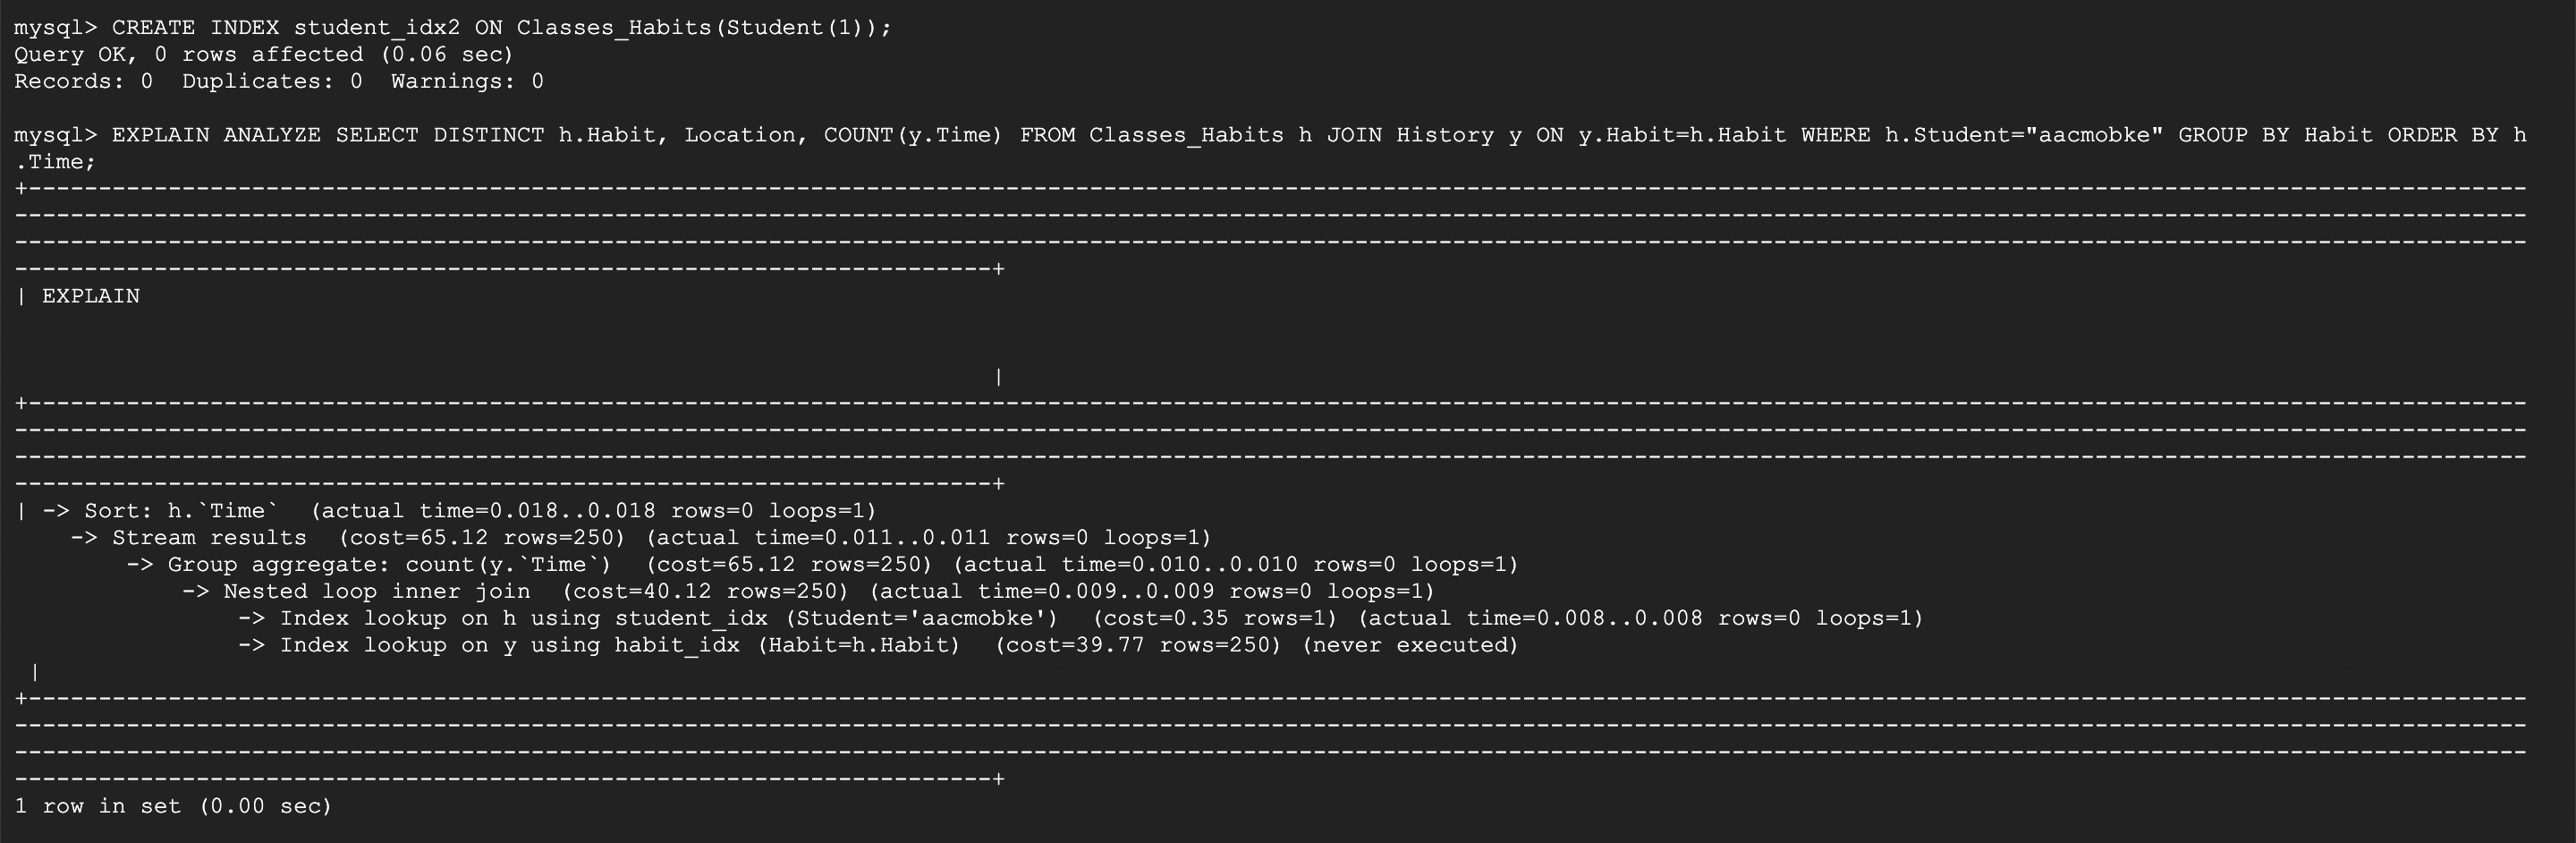 mysql> CREATE INDEX student_idx2 ON Classes_Habits(Student(1));
Query OK, 0 rows affected (0.06 sec)
Records: 0  Duplicates: 0  Warnings: 0
mysql> EXPLAIN ANALYZE SELECT DISTINCT h.Habit, Location, COUNT(y.Time) FROM Classes_Habits h JOIN History y ON y.Habit=h.Habit WHERE h.Student="aacmobke" GROUP BY Habit ORDER BY h
.Time;
| EXPLAIN
|
| -> Sort: h.`Time`  (actual time=0.018..0.018 rows=0 loops=1)
    -> Stream results  (cost=65.12 rows=250) (actual time=0.011..0.011 rows=0 loops=1)
        -> Group aggregate: count(y.`Time`)  (cost=65.12 rows=250) (actual time=0.010..0.010 rows=0 loops=1)
            -> Nested loop inner join  (cost=40.12 rows=250) (actual time=0.009..0.009 rows=0 loops=1)
                -> Index lookup on h using student_idx (Student='aacmobke')  (cost=0.35 rows=1) (actual time=0.008..0.008 rows=0 loops=1)
                -> Index lookup on y using habit_idx (Habit=h.Habit)  (cost=39.77 rows=250) (never executed)
 |
1 row in set (0.00 sec)